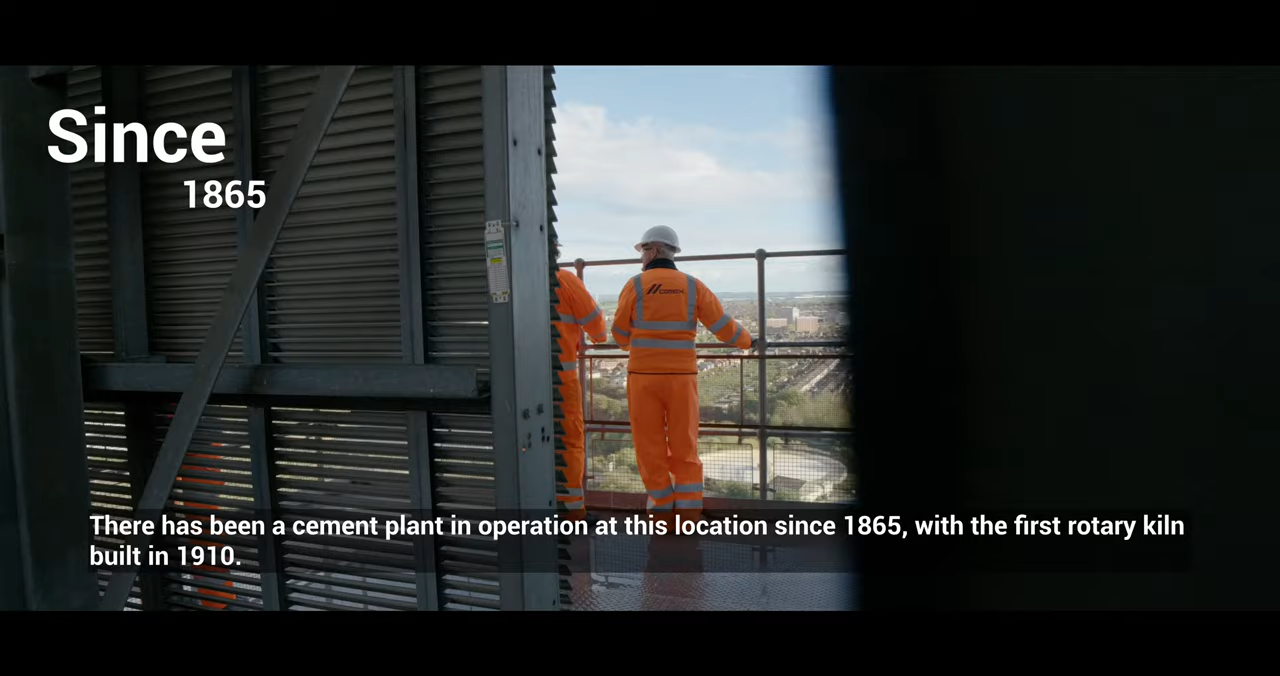 Since
1865
CEMEX
There has been a cement plant in operation at this location since 1865, with the first rotary kiln
built in 1910.